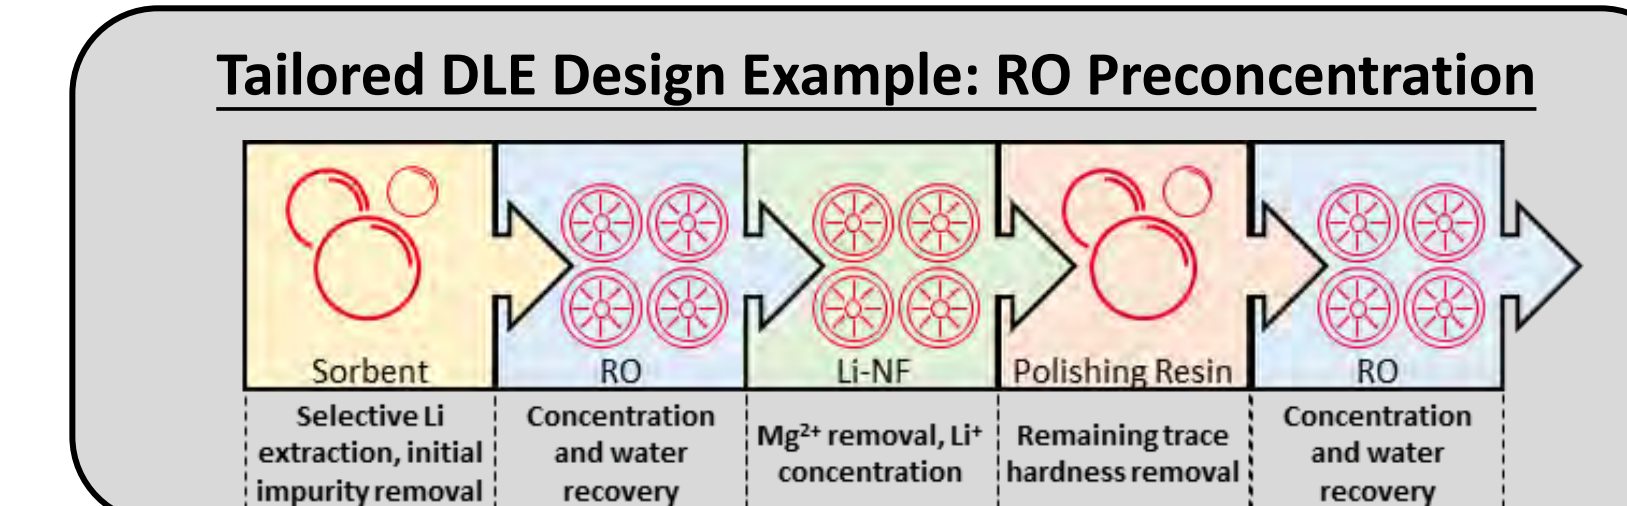 Tailored DLE Design Example: RO Preconcentration
Sorbent
RO
Li-NF
Polishing Resin
RO
Selective Li
extraction, initial
impurity removal
Concentration
and water
recovery
Mg²⁺ removal, Li⁺
concentration
Remaining trace
hardness removal
Concentration
and water
recovery